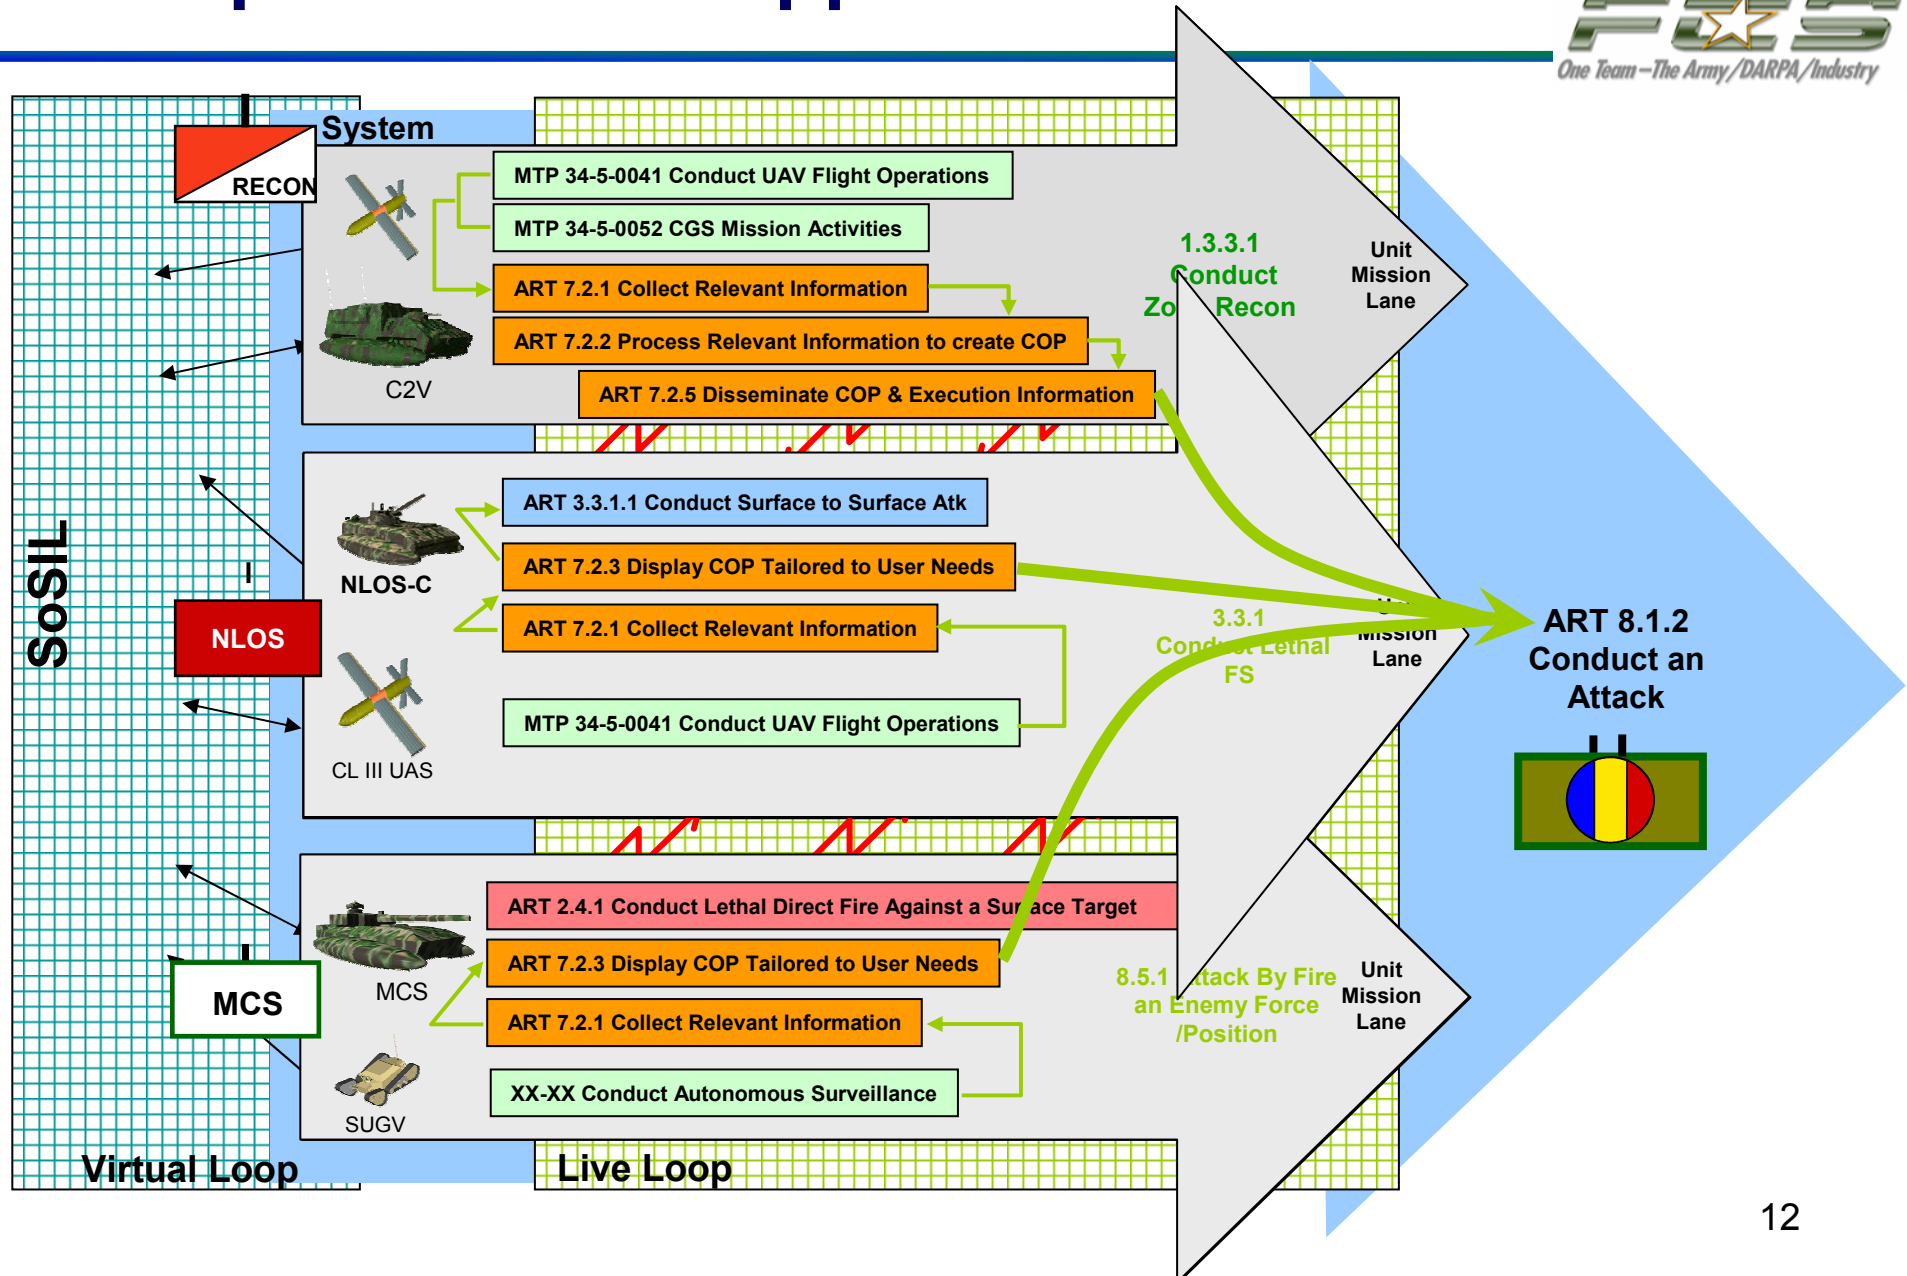 One Team—The Army/DARPA/Industry
System
RECON
MTP 34-5-0041 Conduct UAV Flight Operations
MTP 34-5-0052 CGS Mission Activities
ART 7.2.1 Collect Relevant Information
ART 7.2.2 Process Relevant Information to create COP
ART 7.2.5 Disseminate COP & Execution Information
C2V
1.3.3.1
Conduct
Recon
Unit
Mission
Lane
SoSIL
NLOS
NLOS-C
ART 3.3.1.1 Conduct Surface to Surface Atk
ART 7.2.3 Display COP Tailored to User Needs
ART 7.2.1 Collect Relevant Information
MTP 34-5-0041 Conduct UAV Flight Operations
CL III UAS
3.3.1
Conduct Lethal
FS
Mission
Lane
ART 8.1.2
Conduct an
Attack
ART 2.4.1 Conduct Lethal Direct Fire Against a Surface Target
ART 7.2.3 Display COP Tailored to User Needs
ART 7.2.1 Collect Relevant Information
XX-XX Conduct Autonomous Surveillance
MCS
MCS
SUGV
8.5.1 Attack By Fire
an Enemy Force
/Position
Unit
Mission
Lane
Virtual Loop
Live Loop
12